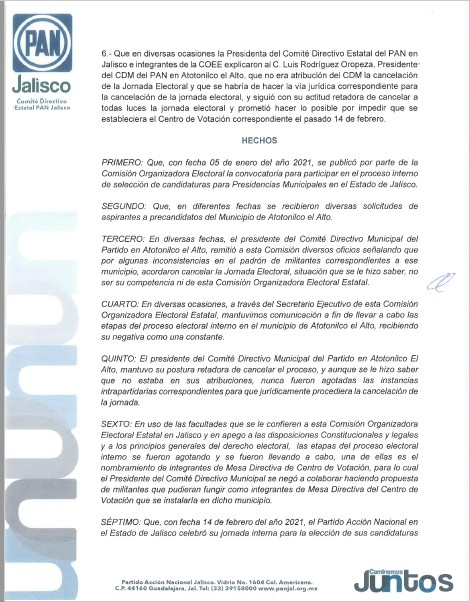 PAN
Jalisco
Comité Directivo
Estatal PAN Jalisco
6.- Que en diversas ocasiones la Presidenta del Comité Directivo Estatal del PAN en
Jalisco e integrantes de la COEE explicaron al C. Luis Rodríguez Oropeza, Presidente
del CDM del PAN en Atotonilco el Alto, que no era atribución del CDM la cancelación
de la Jornada Electoral y que se habría de hacer la vía jurídica correspondiente para
la cancelación de la jornada electoral, y siguió con su actitud retadora de cancelar a
todas luces la jornada electoral y prometió hacer lo posible por impedir que se
estableciera el Centro de Votación correspondiente el pasado 14 de febrero.
HECHOS
PRIMERO: Que, con fecha 05 de enero del año 2021, se publicó por parte de la
Comisión Organizadora Electoral la convocatoria para participar en el proceso interno
de selección de candidaturas para Presidencias Municipales en el Estado de Jalisco.
SEGUNDO: Que, en diferentes fechas se recibieron diversas solicitudes de
aspirantes a precandidatos del Municipio de Atotonilco el Alto.
TERCERO: En diversas fechas, el presidente del Comité Directivo Municipal del
Partido en Atotonilco el Alto, remitió a esta Comisión diversos oficios señalando que
por algunas inconsistencias en el padrón de militantes correspondientes a ese
municipio, acordaron cancelar la Jornada Electoral, situación que se le hizo saber, no
ser su competencia ni de esta Comisión Organizadora Electoral Estatal.
CUARTO: En diversas ocasiones, a través del Secretario Ejecutivo de esta Comisión
Organizadora Electoral Estatal, mantuvimos comunicación a fin de llevar a cabo las
etapas del proceso electoral interno en el municipio de Atotonilco el Alto, recibiendo
su negativa como una constante.
QUINTO: El presidente del Comité Directivo Municipal del Partido en Atotonilco El
Alto, mantuvo su postura retadora de cancelar el proceso, y aunque se le hizo saber
que no estaba en sus atribuciones, nunca fueron agotadas las instancias
intrapartidarias correspondientes para que jurídicamente procediera la cancelación de
la jornada.
SEXTO: En uso de las facultades que se le confieren a esta Comisión Organizadora
Electoral Estatal en Jalisco y en apego a las disposiciones Constitucionales y legales
y a los principios generales del derecho electoral, las etapas del proceso electoral
interno se fueron agotando y se fueron llevando a cabo, una de ellas es el
nombramiento de integrantes de Mesa Directiva de Centro de Votación, para lo cual
el Presidente del Comité Directivo Municipal se negó a colaborar haciendo propuesta
de militantes que pudieran fungir como integrantes de Mesa Directiva del Centro de
Votación que se instalaría en dicho municipio.
SÉPTIMO: Que, con fecha 14 de febrero del año 2021, el Partido Acción Nacional en
el Estado de Jalisco celebró su jornada interna para la elección de sus candidaturas
Partido Acción Nacional Jalisco. Vidrio No. 1604 Col. Americana.
C.P. 44160 Guadalajara, Jal. Tel: (33) 39158000 www.panjal.org.mx
Caminemos
Juntos